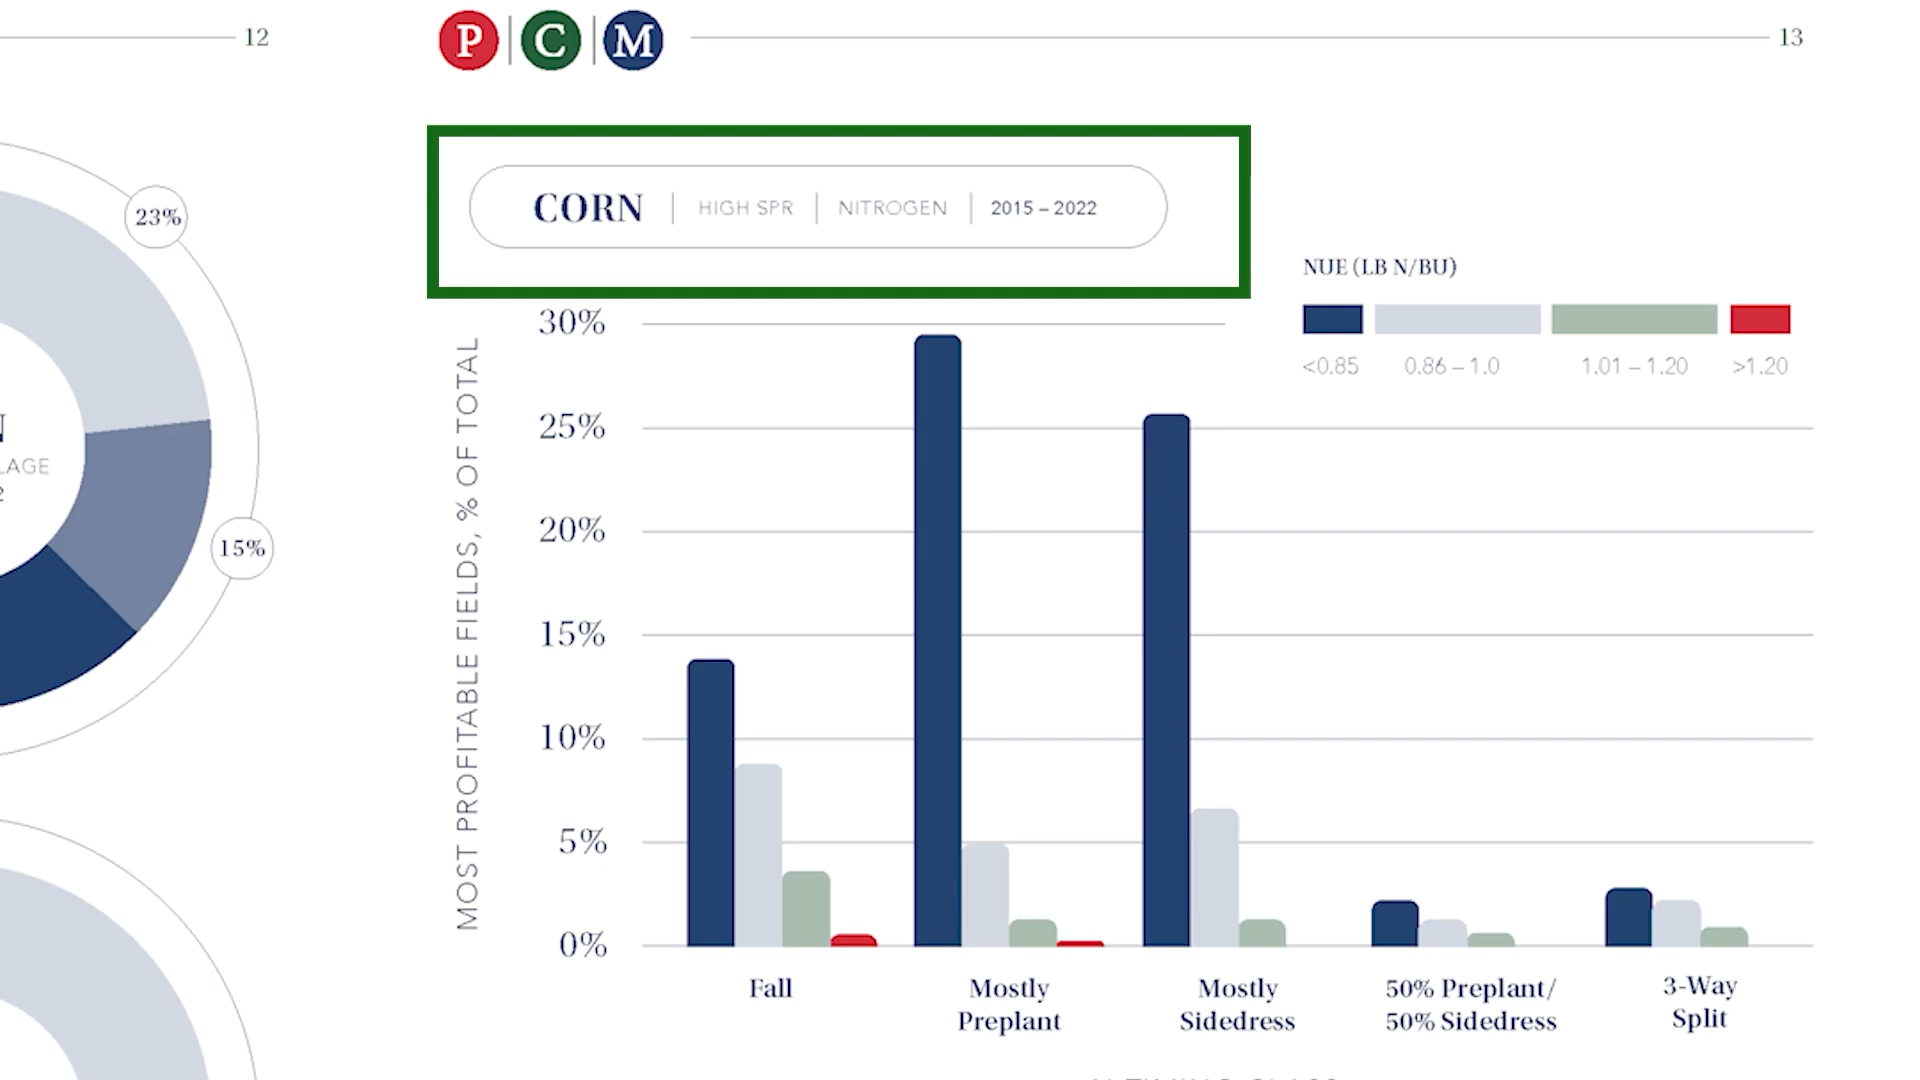 12
P | C | M
13
23%
LAGE
15%
CORN | HIGH SPR | NITROGEN | 2015 – 2022
NUE (LB N/BU)
<0.85 0.86 – 1.0 1.01 – 1.20 >1.20
MOST PROFITABLE FIELDS, % OF TOTAL
30%
25%
20%
15%
10%
5%
0%
Fall
Mostly
Preplant
Mostly
Sidedress
50% Preplant/
50% Sidedress
3-Way
Split